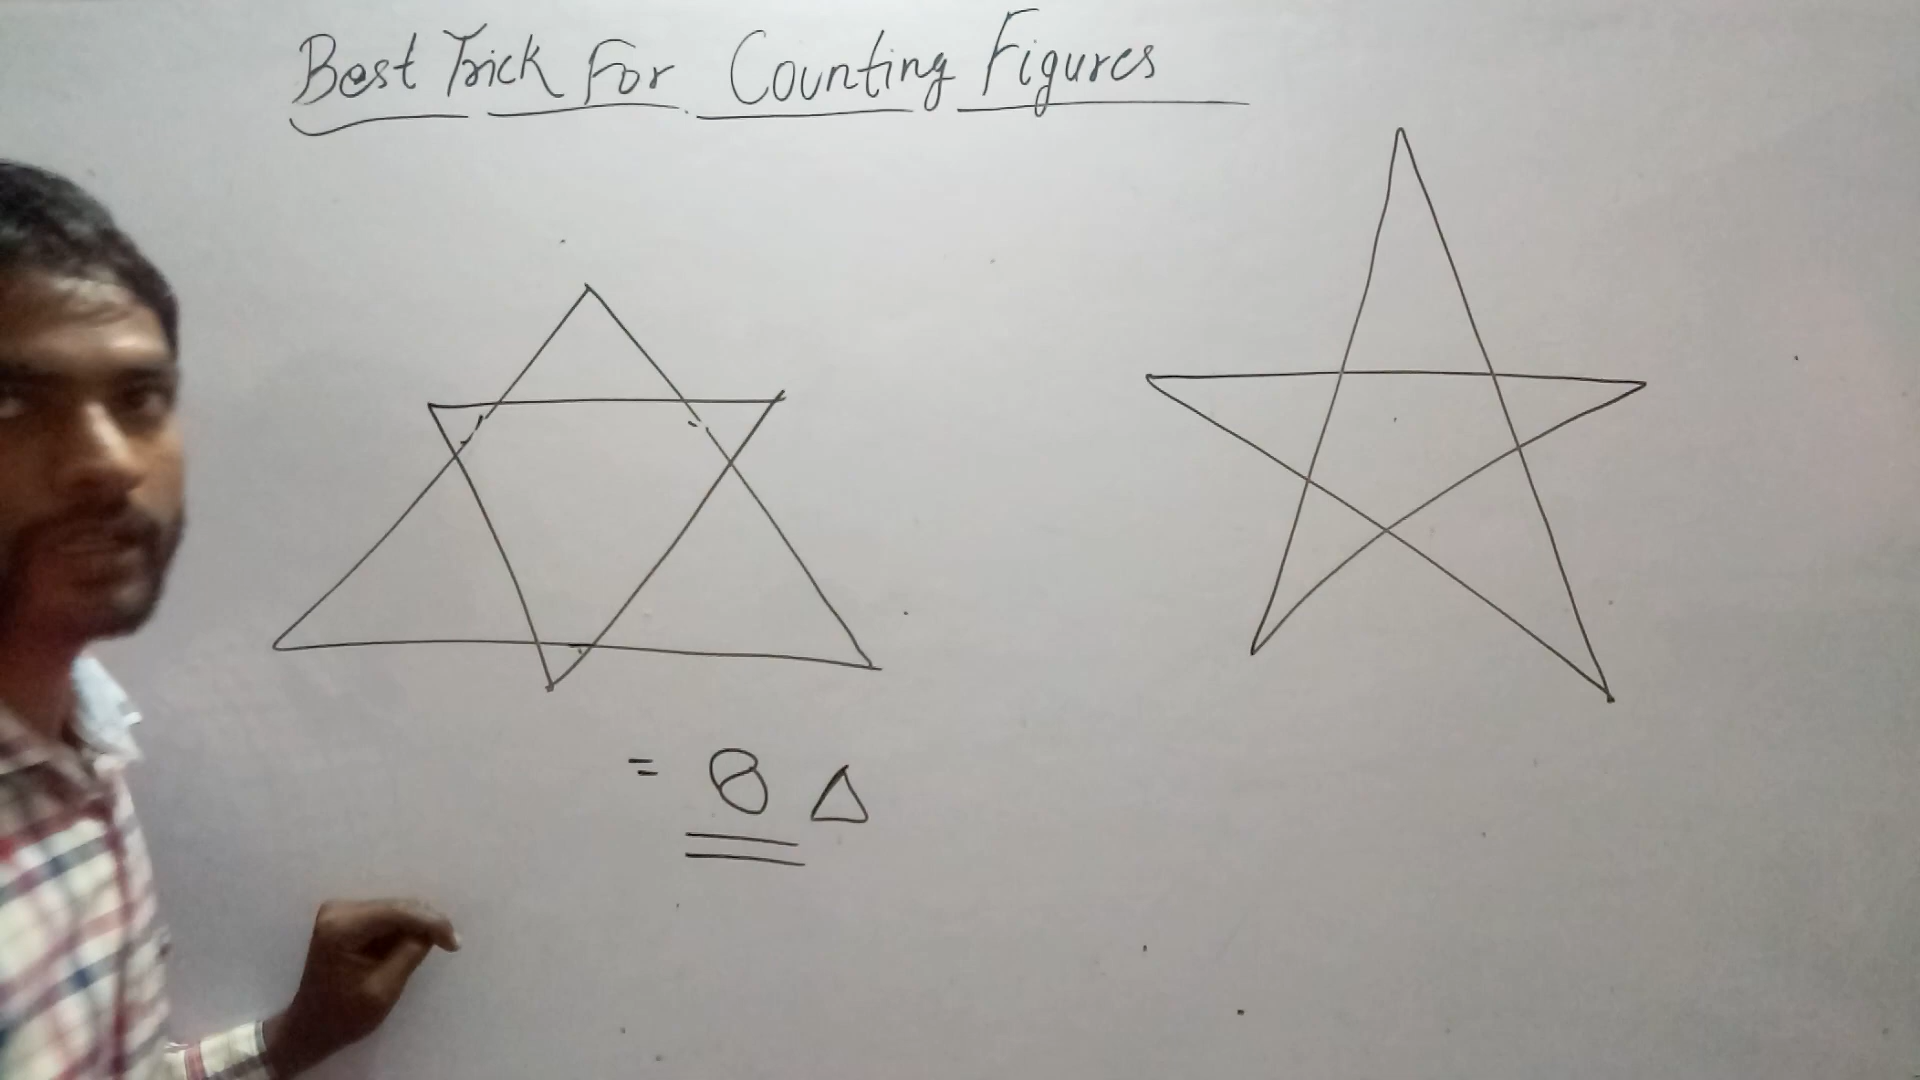 Best Trick For Counting Figures
= 8 Δ